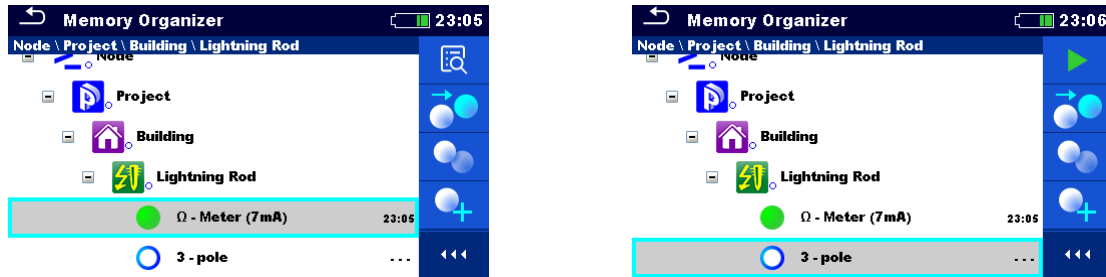 Memory Organizer 23:05
Node \ Project \ Building \ Lightning Rod
Node
Project
Building
Lightning Rod
Ω - Meter (7mA) 23:05
3 - pole ...
Memory Organizer 23:06
Node \ Project \ Building \ Lightning Rod
Node
Project
Building
Lightning Rod
Ω - Meter (7mA) 23:05
3 - pole ...